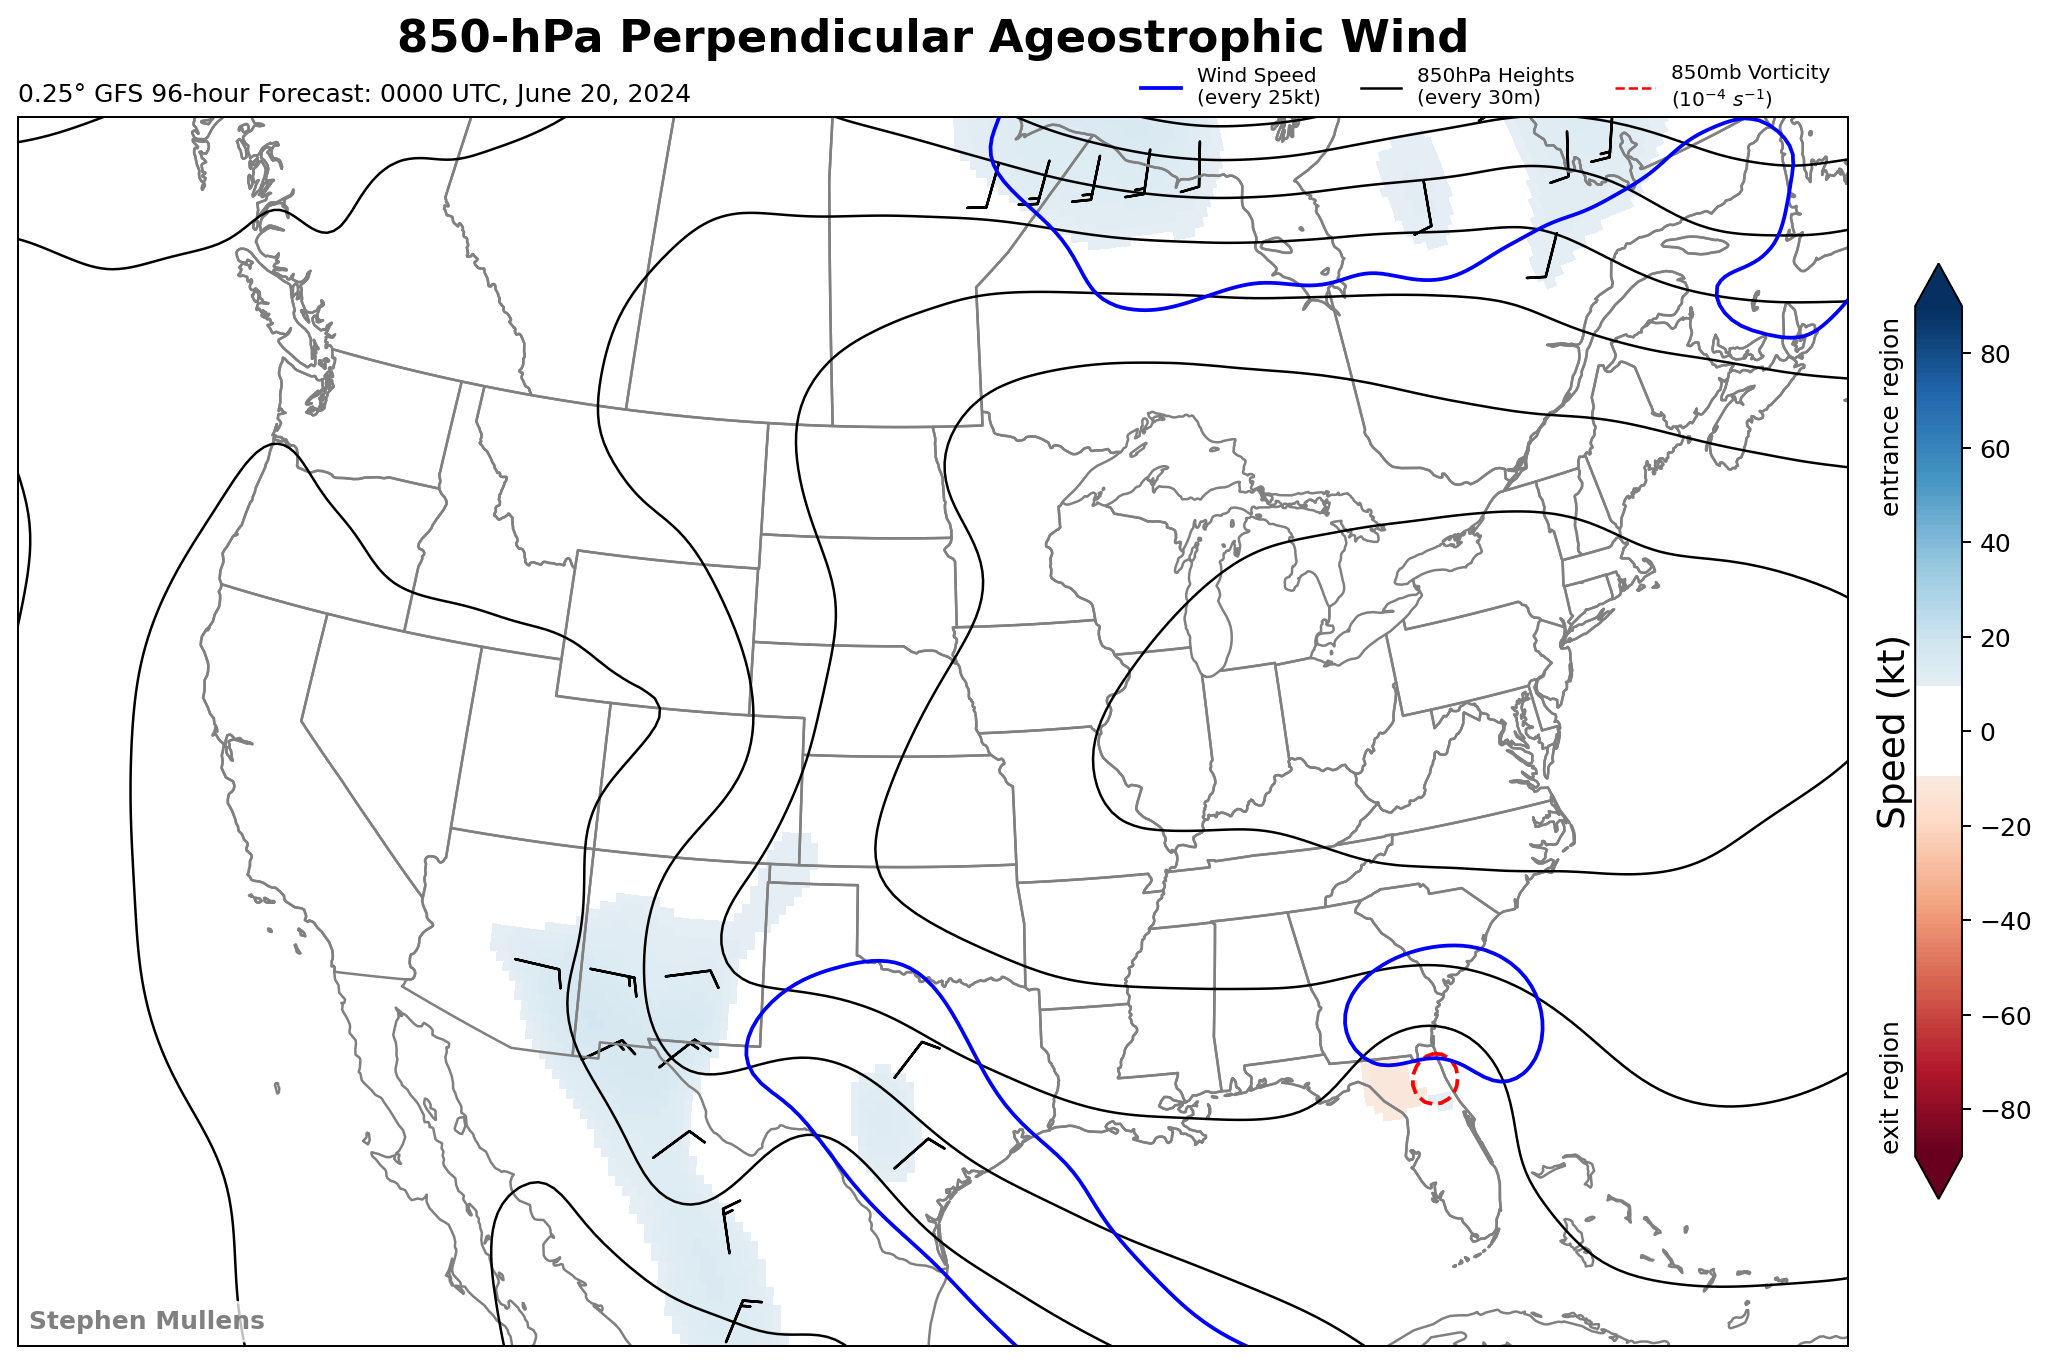 850-hPa Perpendicular Ageostrophic Wind
0.25° GFS 96-hour Forecast: 0000 UTC, June 20, 2024
Wind Speed
(every 25kt)
850hPa Heights
(every 30m)
850mb Vorticity
(10⁻⁴ s⁻¹)
entrance region
Speed (kt)
exit region
80
60
40
20
0
−20
−40
−60
−80
Stephen Mullens